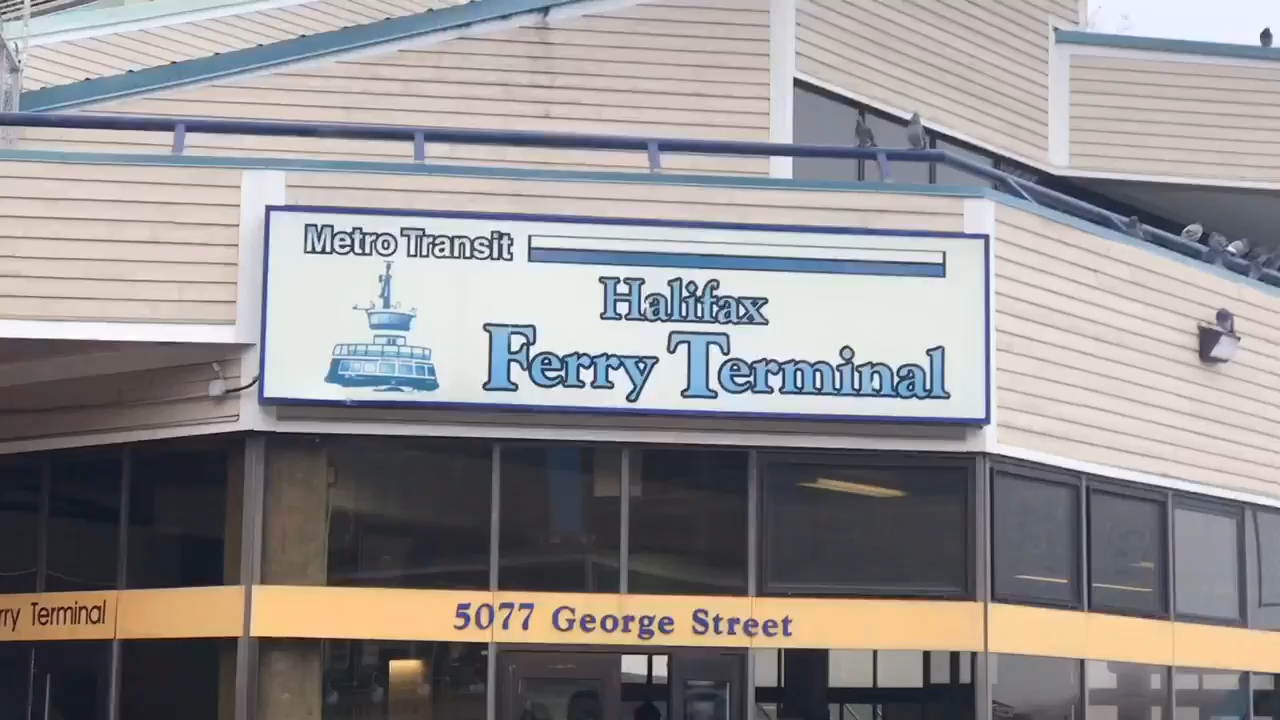 Metro Transit
Halifax
Ferry Terminal
rry Terminal
5077 George Street